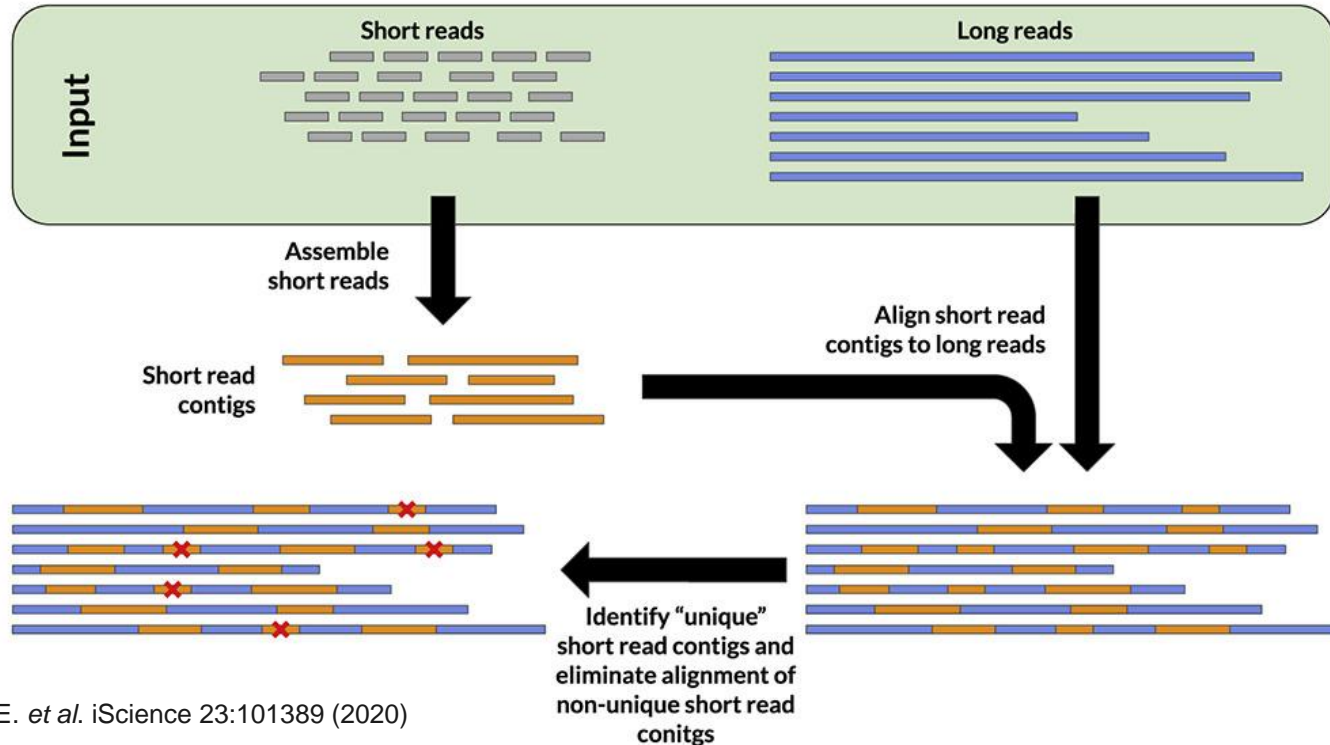 Input
Short reads
Long reads
Assemble
short reads
Align short read
contigs to long reads
Short read
contigs
Identify “unique”
short read contigs and
eliminate alignment of
non-unique short read
conitgs
E. et al. iScience 23:101389 (2020)